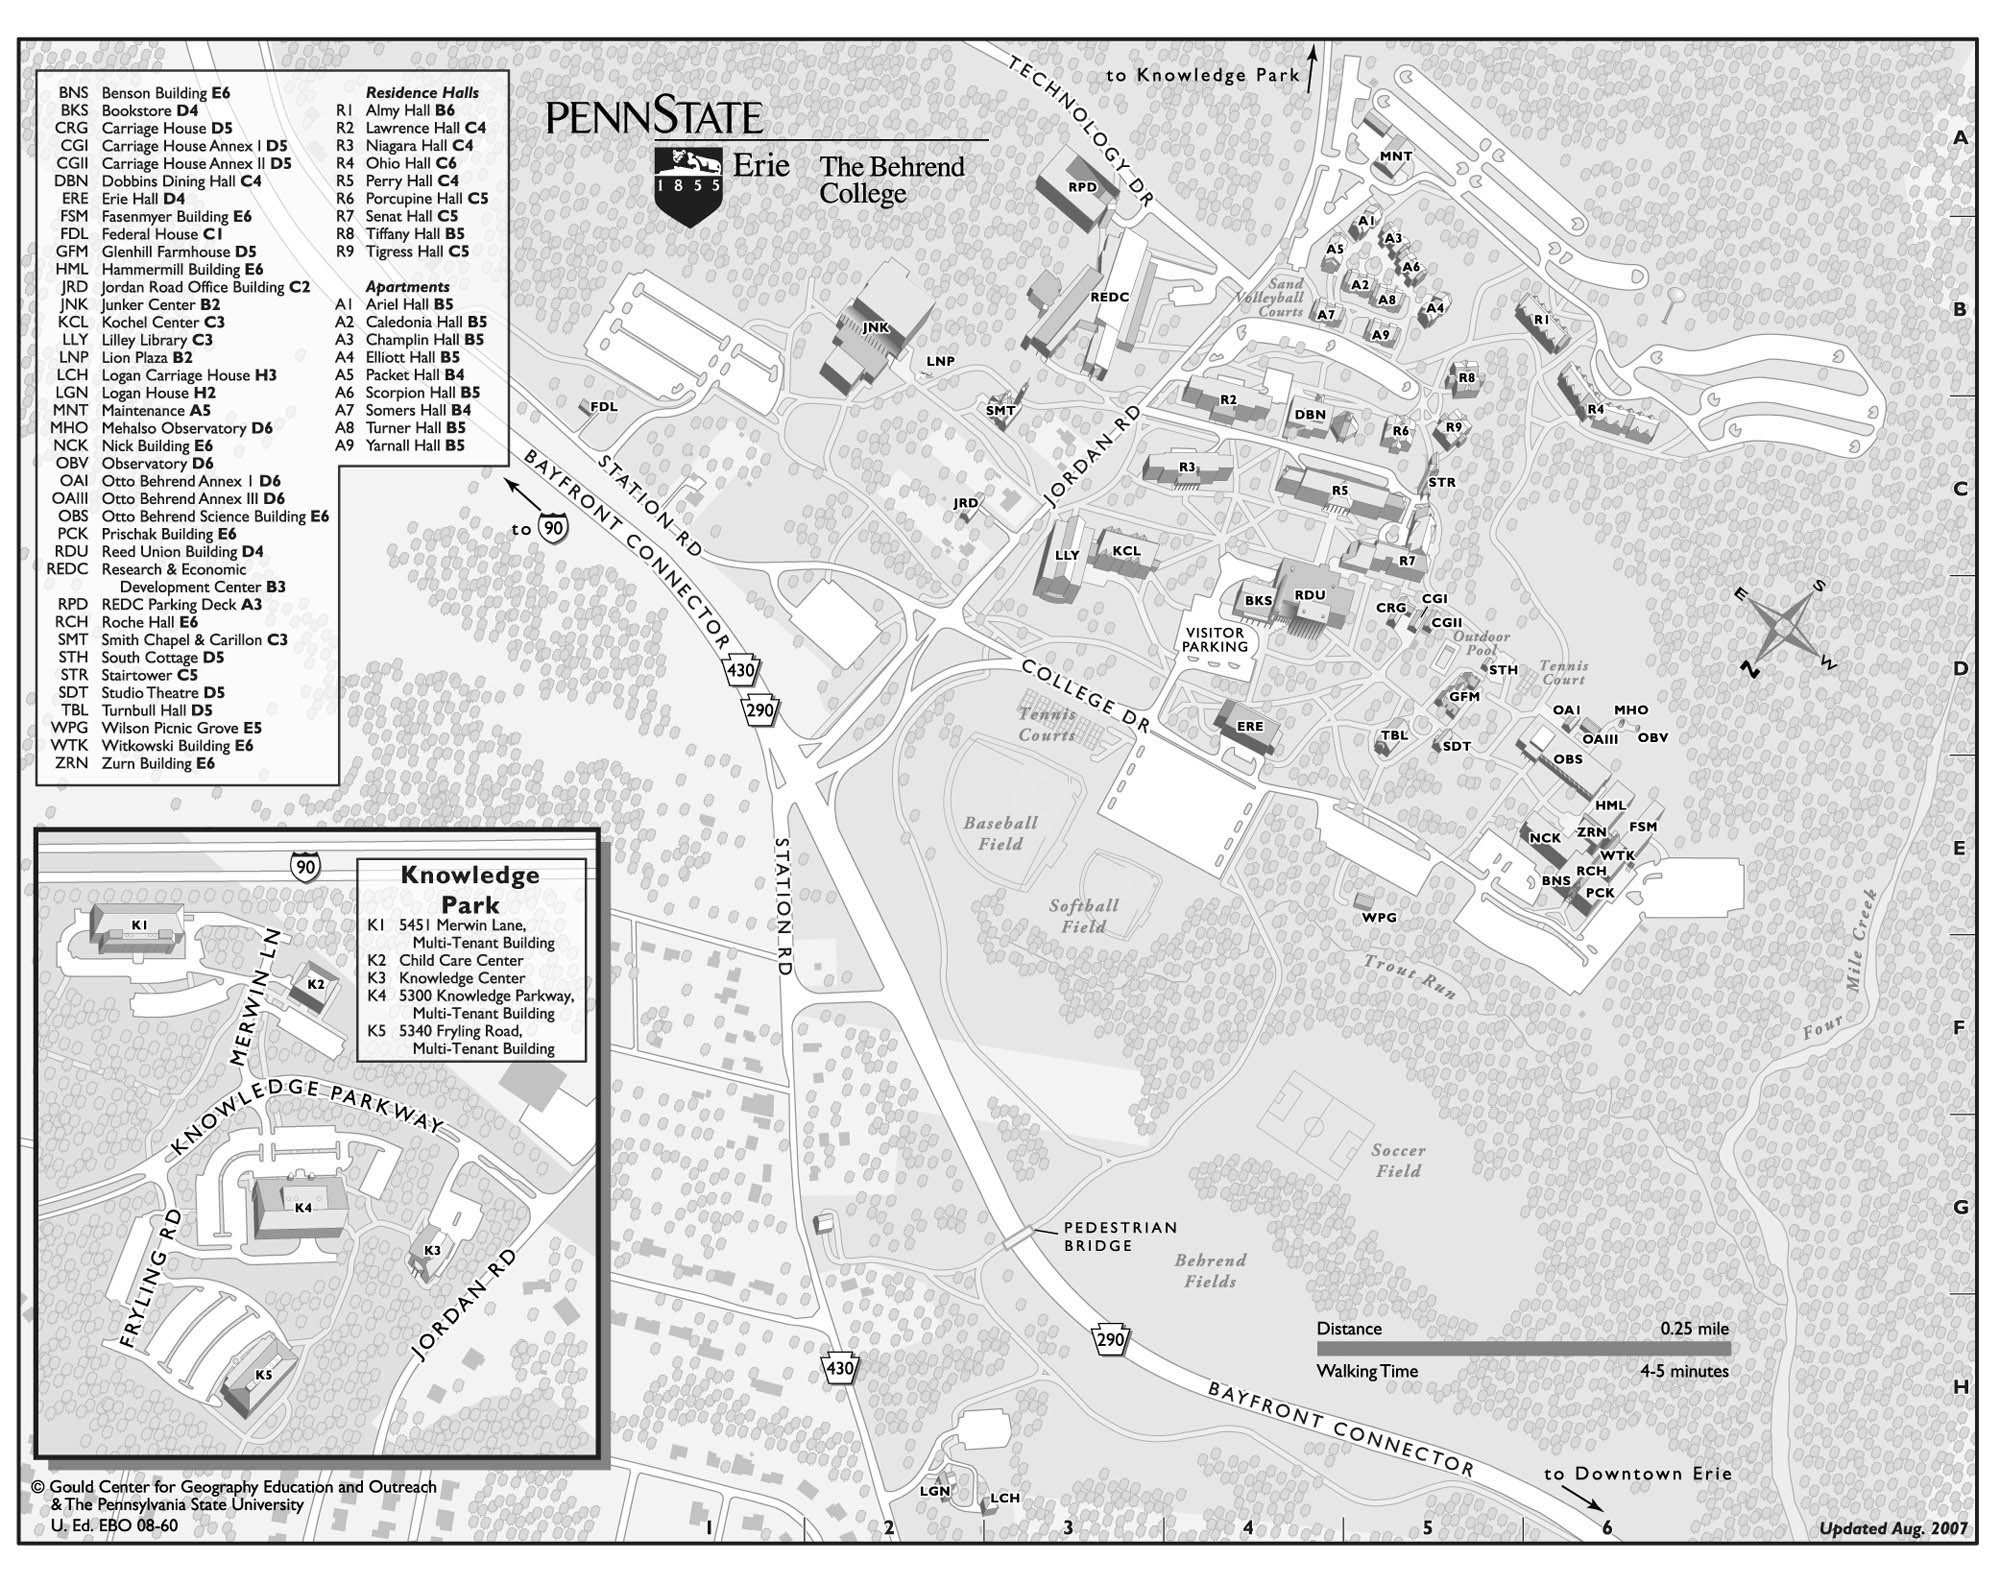 BNS Benson Building E6
BKS Bookstore D4
CRG Carriage House D5
CGI Carriage House Annex I D5
CGII Carriage House Annex II D5
DBN Dobbins Dining Hall C4
ERE Erie Hall D4
FSM Fasenmyer Building E6
FDL Federal House C1
GFM Glenhill Farmhouse D5
HML Hammermill Building E6
JRD Jordan Road Office Building C2
JNK Junker Center B2
KCL Kochel Center C3
LLY Lilley Library C3
LNP Lion Plaza B2
LCH Logan Carriage House H3
LGN Logan House H2
MNT Maintenance A5
MHO Mehalso Observatory D6
NCK Nick Building E6
OBV Observatory D6
OAI Otto Behrend Annex I D6
OAIII Otto Behrend Annex III D6
OBS Otto Behrend Science Building E6
PCK Prischak Building E6
RDU Reed Union Building D4
REDC Research & Economic
Development Center B3
RPD REDC Parking Deck A3
RCH Roche Hall E6
SMT Smith Chapel & Carillon C3
STH South Cottage D5
STR Stairtower C5
SDT Studio Theatre D5
TBL Turnbull Hall D5
WPG Wilson Picnic Grove E5
WTK Witkowski Building E6
ZRN Zurn Building E6
Residence Halls
R1 Almy Hall B6
R2 Lawrence Hall C4
R3 Niagara Hall C4
R4 Ohio Hall C6
R5 Perry Hall C4
R6 Porcupine Hall C5
R7 Senat Hall C5
R8 Tiffany Hall B5
R9 Tigress Hall C5
Apartments
A1 Ariel Hall B5
A2 Caledonia Hall B5
A3 Champlin Hall B5
A4 Elliott Hall B5
A5 Packet Hall B4
A6 Scorpion Hall B5
A7 Somers Hall B4
A8 Turner Hall B5
A9 Yarnall Hall B5
PENNSTATE
1855
Erie
The Behrend
College
TECHNOLOGY DR
to Knowledge Park
A
MNT
RPD
A1
A3
A5
A6
A2
A8
A4
A7
A9
Sand
Volleyball
Courts
REDC
B
R1
JNK
LNP
R8
FDL
SMT
R2
DBN
R6
R9
R4
JORDAN RD
STATION RD
BAYFRONT CONNECTOR
to 90
R3
R5
STR
C
JRD
LLY
KCL
R7
BKS
RDU
CRG
CGI
CGII
VISITOR
PARKING
Outdoor
Pool
STH
Tennis
Court
E
S
N
W
D
430
290
COLLEGE DR
Tennis
Courts
GFM
ERE
TBL
SDT
OAI
MHO
OAIII
OBV
OBS
HML
NCK
ZRN
FSM
WTK
RCH
BNS
PCK
E
Baseball
Field
Softball
Field
WPG
Trout Run
Four Mile Creek
STATION RD
F
Soccer
Field
G
PEDESTRIAN
BRIDGE
Behrend
Fields
Distance 0.25 mile
Walking Time 4-5 minutes
290
430
H
BAYFRONT CONNECTOR
to Downtown Erie
LGN
LCH
1 2 3 4 5 6
Updated Aug. 2007
90
Knowledge
Park
K1 5451 Merwin Lane,
Multi-Tenant Building
K2 Child Care Center
K3 Knowledge Center
K4 5300 Knowledge Parkway,
Multi-Tenant Building
K5 5340 Fryling Road,
Multi-Tenant Building
K1
K2
MERWIN LN
KNOWLEDGE PARKWAY
K4
K3
FRYLING RD
JORDAN RD
K5
© Gould Center for Geography Education and Outreach
& The Pennsylvania State University
U. Ed. EBO 08-60